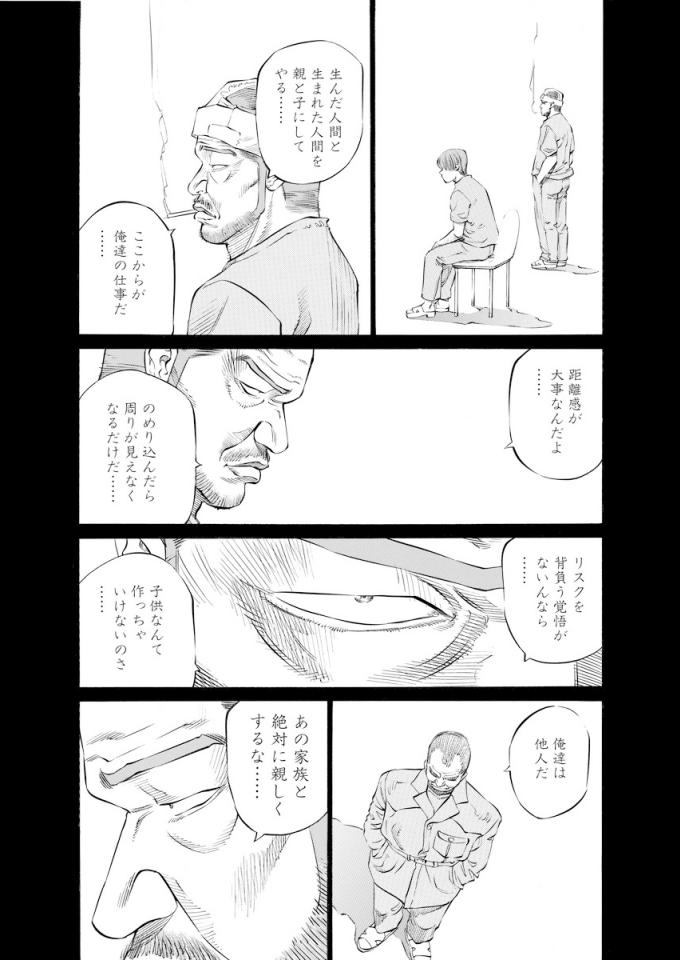 生んだ人間と
生まれた人間を
親と子にして
やる……
ここからが
俺達の仕事だ
……
距離感が
大事なんだよ
……
のめり込んだら
周りが見えなく
なるだけだ……
リスクを
背負う覚悟が
ないんなら
子供なんて
作っちゃ
いけないのさ
……
俺達は
他人だ
あの家族と
絶対に親しく
するな……